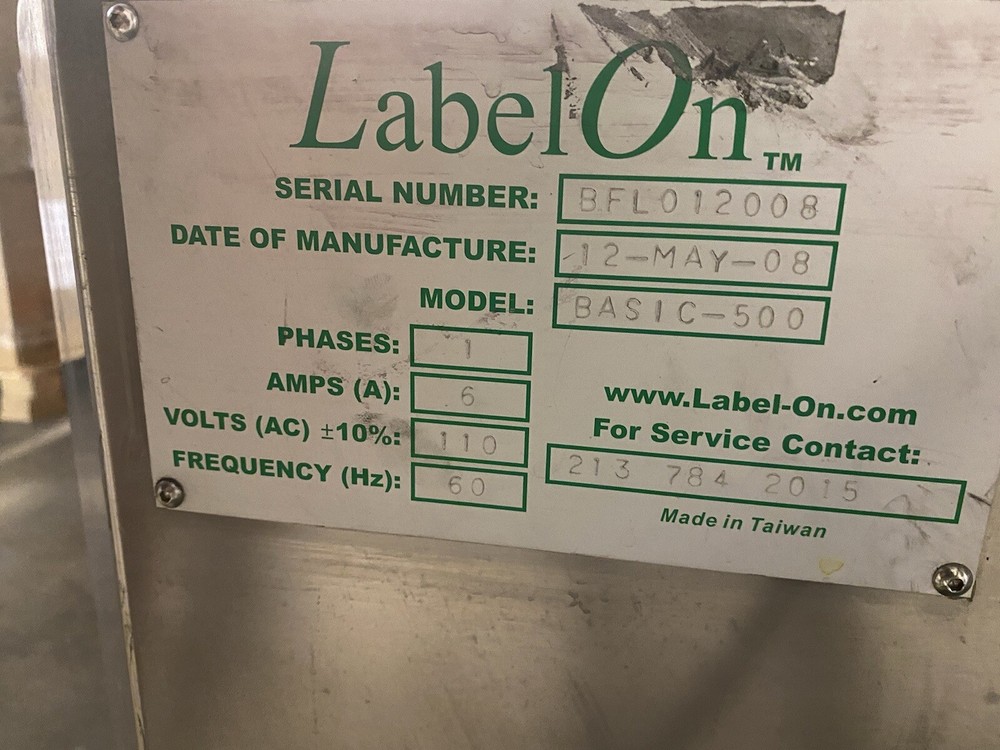 LabelOn™
SERIAL NUMBER: BFL012008
DATE OF MANUFACTURE: 12-MAY-08
MODEL: BASIC-500
PHASES: 1
AMPS (A): 6
VOLTS (AC) ±10%: 110
FREQUENCY (Hz): 60
www.Label-On.com
For Service Contact:
213 784 2015
Made in Taiwan